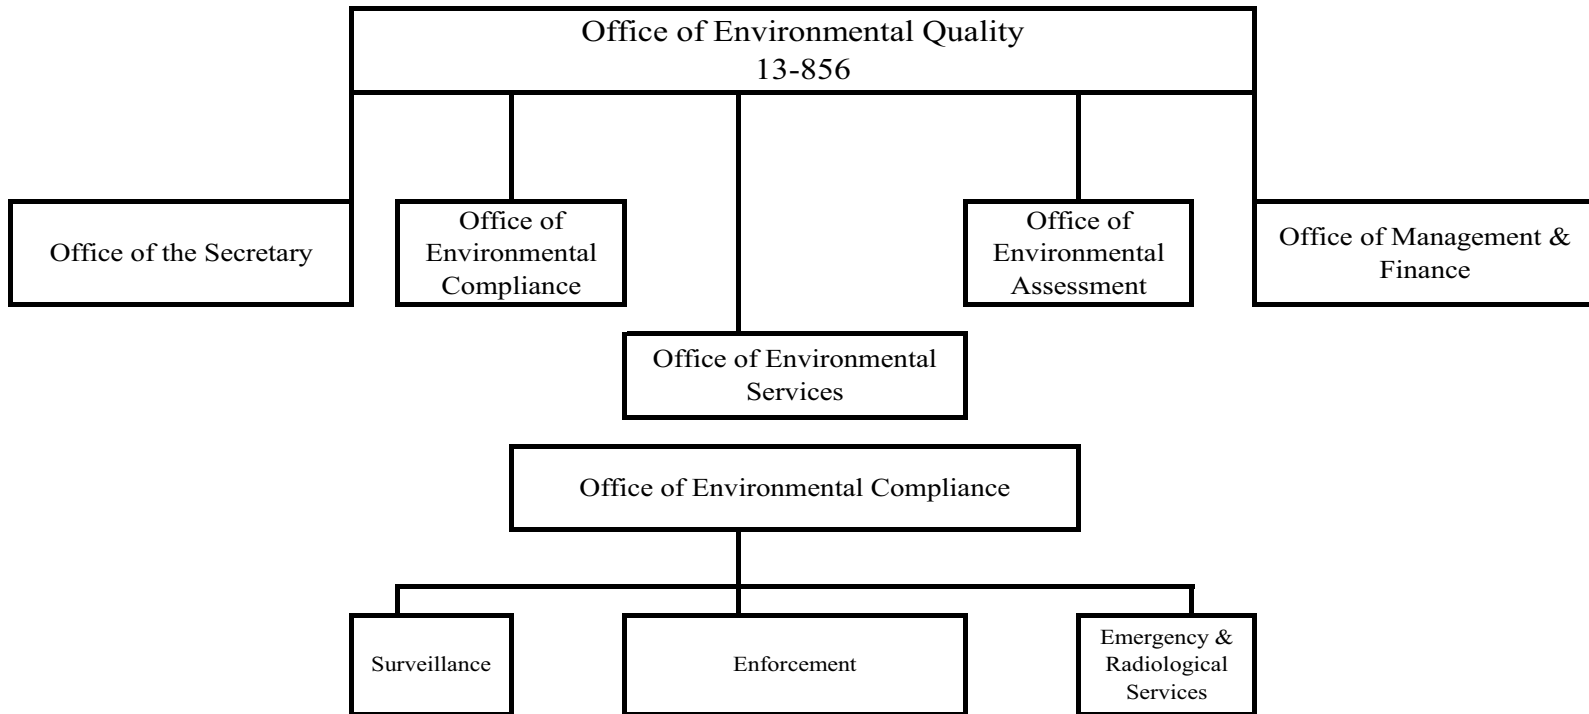 Office of Environmental Quality
13-856
Office of the Secretary
Office of
Environmental
Compliance
Office of
Environmental
Assessment
Office of Management &
Finance
Office of Environmental
Services
Office of Environmental Compliance
Surveillance
Enforcement
Emergency &
Radiological
Services